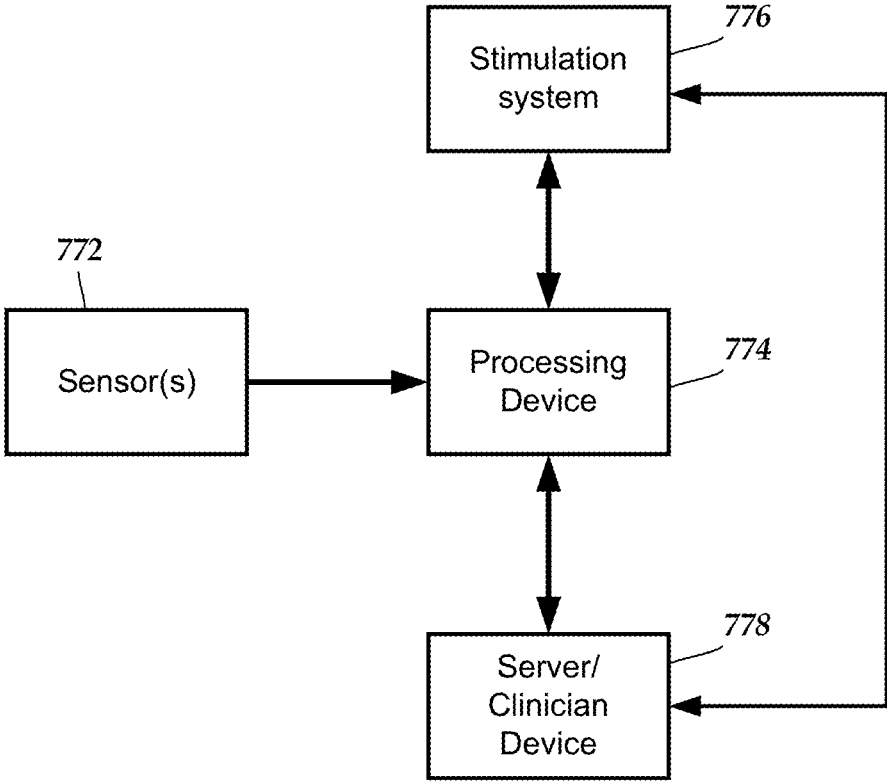 776
Stimulation
system
772
Sensor(s)
774
Processing
Device
778
Server/
Clinician
Device